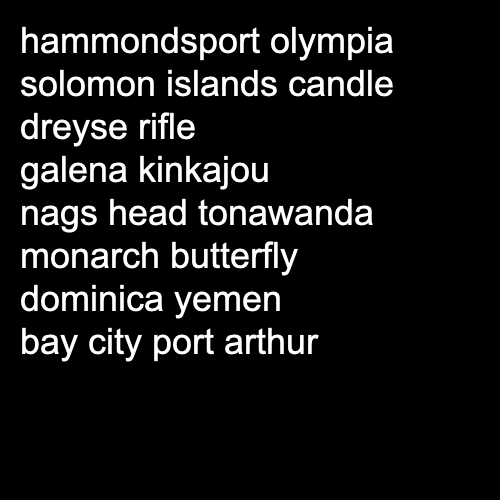 hammondsport olympia
solomon islands candle
dreyse rifle
galena kinkajou
nags head tonawanda
monarch butterfly
dominica yemen
bay city port arthur